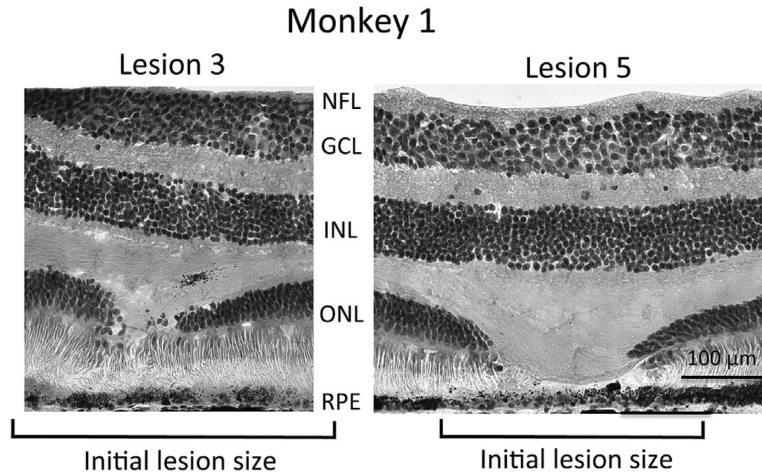 Monkey 1
Lesion 3
Lesion 5
NFL
GCL
INL
ONL
RPE
100 μm
Initial lesion size
Initial lesion size